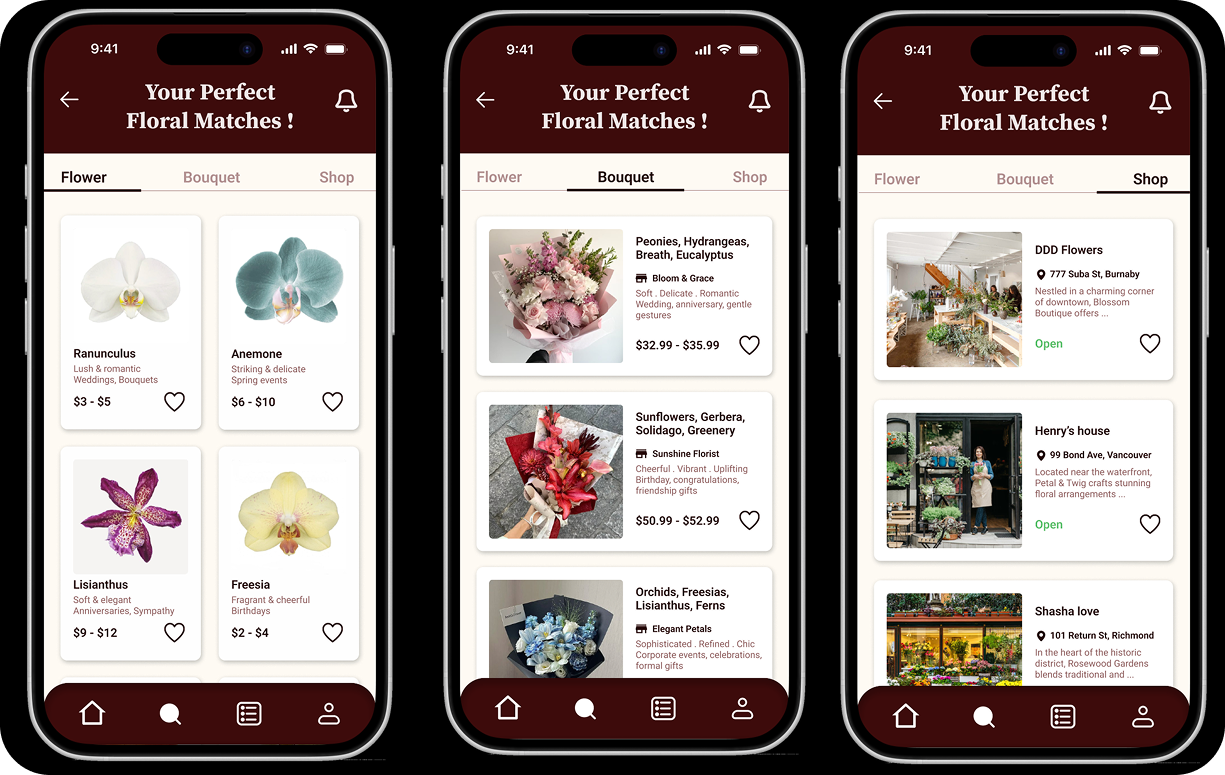 9:41
Your Perfect
Floral Matches !
Flower
Bouquet
Shop
Ranunculus
Lush & romantic
Weddings, Bouquets
$3 - $5
Anemone
Striking & delicate
Spring events
$6 - $10
Lisianthus
Soft & elegant
Anniversaries, Sympathy
$9 - $12
Freesia
Fragrant & cheerful
Birthdays
$2 - $4
9:41
Your Perfect
Floral Matches !
Flower
Bouquet
Shop
Peonies, Hydrangeas,
Breath, Eucalyptus
Bloom & Grace
Soft . Delicate . Romantic
Wedding, anniversary, gentle
gestures
$32.99 - $35.99
Sunflowers, Gerbera,
Solidago, Greenery
Sunshine Florist
Cheerful . Vibrant . Uplifting
Birthday, congratulations,
friendship gifts
$50.99 - $52.99
Orchids, Freesias,
Lisianthus, Ferns
Elegant Petals
Sophisticated . Refined . Chic
Corporate events, celebrations,
formal gifts
9:41
Your Perfect
Floral Matches !
Flower
Bouquet
Shop
DDD Flowers
777 Suba St, Burnaby
Nestled in a charming corner
of downtown, Blossom
Boutique offers ...
Open
Henry’s house
99 Bond Ave, Vancouver
Located near the waterfront,
Petal & Twig crafts stunning
floral arrangements ...
Open
Shasha love
101 Return St, Richmond
In the heart of the historic
district, Rosewood Gardens
blends traditional and ...